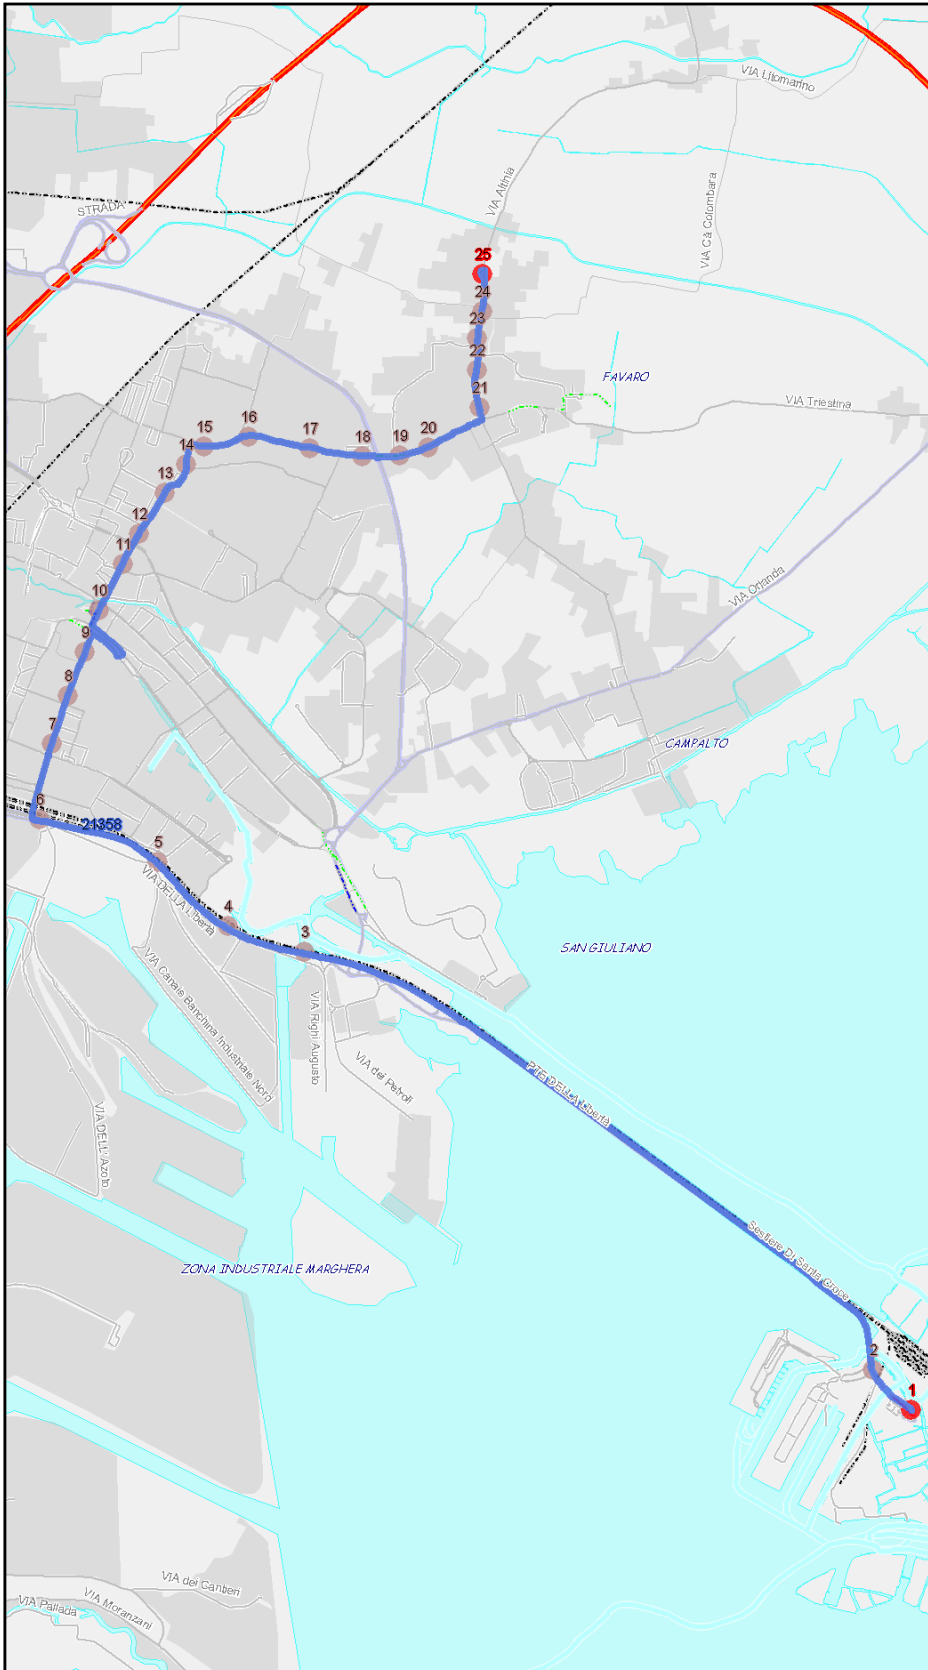 VIA Litomarino
VIA Altinia
VIA Cà Colombara
STRADA
25
24
23
22
FAVARO
21
VIA Triestina
16
15
17
20
14
18
19
13
12
11
VIA Orlanda
10
9
8
7
CAMPALTO
6
21358
5
VIA DELLA Libertà
4
3
SAN GIULIANO
VIA Canale Banchina Industriale Nord
VIA Righi Augusto
VIA dei Petroli
PTE DELLA Libertà
VIA DELL' Azoto
Sestiere Di Santa Croce
ZONA INDUSTRIALE MARGHERA
2
1
VIA dei Cantieri
VIA Moranzani
VIA Pallada